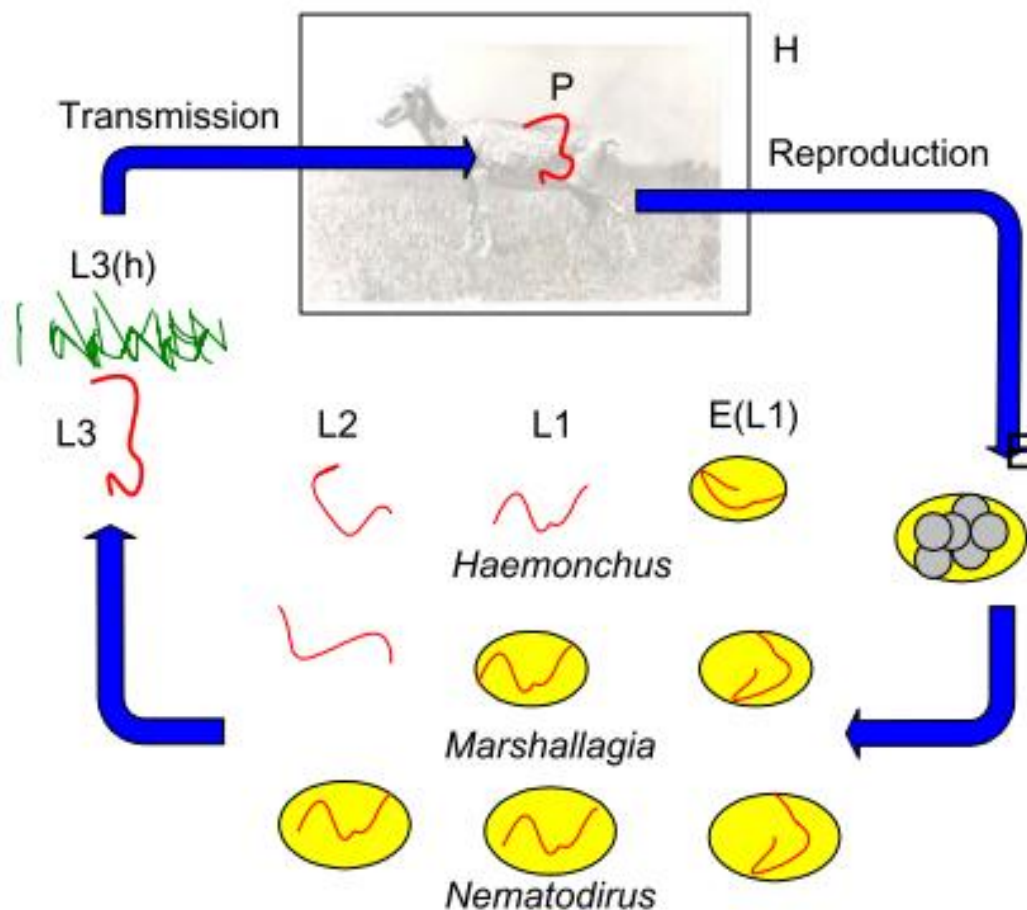 H
P
Transmission
Reproduction
L3(h)
L3
L2
L1
E(L1)
E
Haemonchus
Marshallagia
Nematodirus